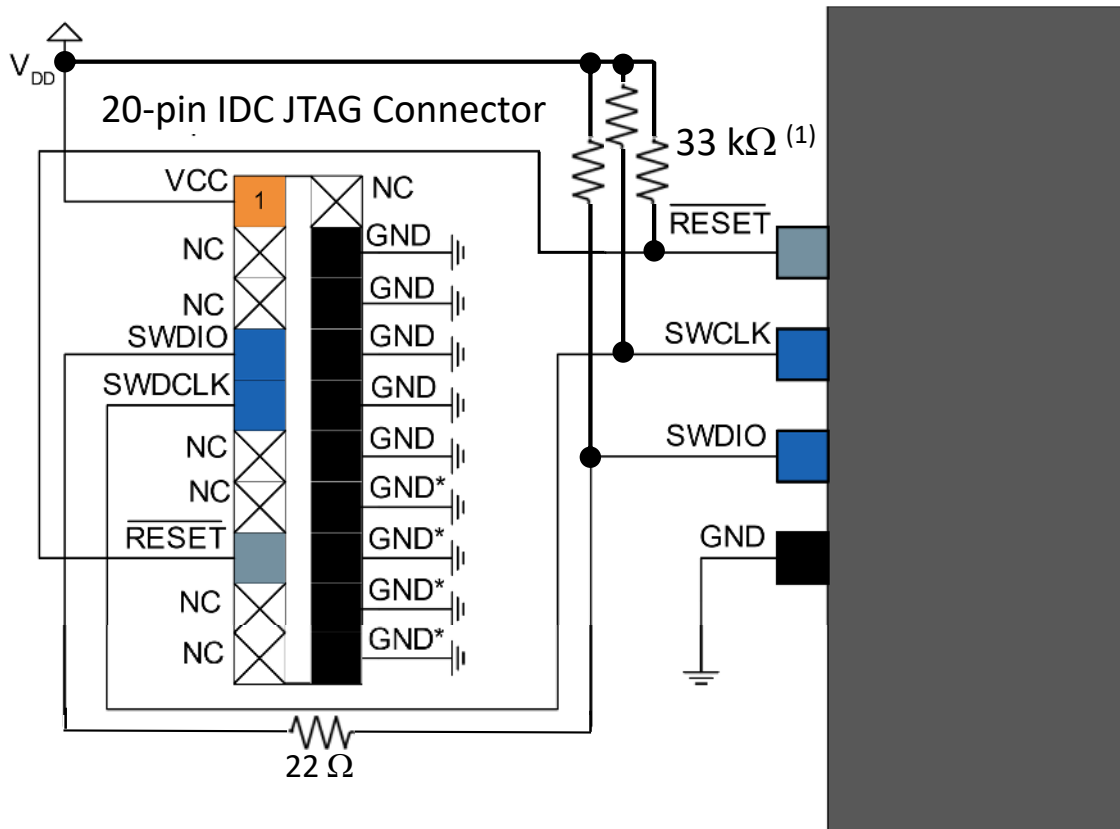 V_DD
20-pin IDC JTAG Connector
33 kΩ (1)
VCC
1
NC
NC
GND
NC
GND
SWDIO
GND
SWDCLK
GND
NC
GND
NC
GND*
RESET
GND*
NC
GND*
NC
GND*
22 Ω
RESET
SWCLK
SWDIO
GND